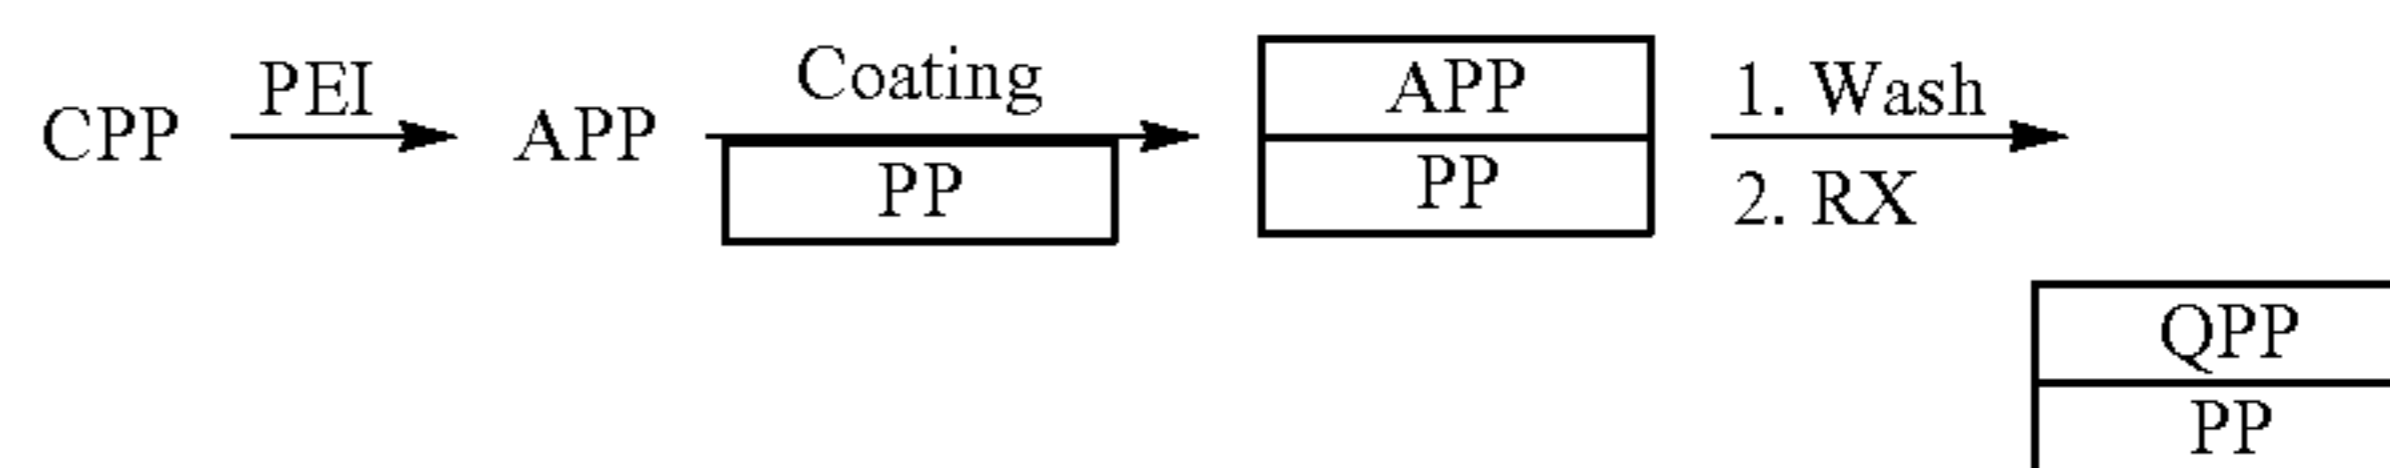 CPP PEI APP Coating PP APP PP 1. Wash
2. RX
QPP
PP